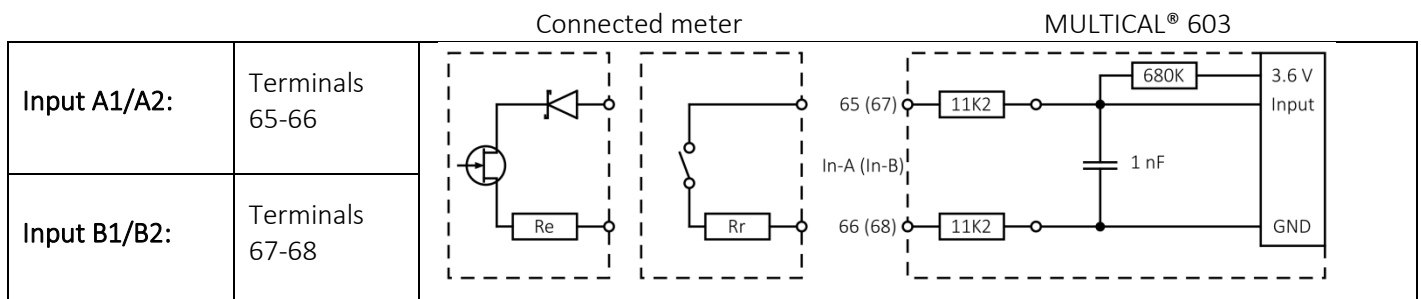 Connected meter MULTICAL® 603
Input A1/A2: Terminals
65-66
Input B1/B2: Terminals
67-68
680K 3.6 V
65 (67) 11K2 Input
In-A (In-B) 1 nF
Re Rr 66 (68) 11K2 GND